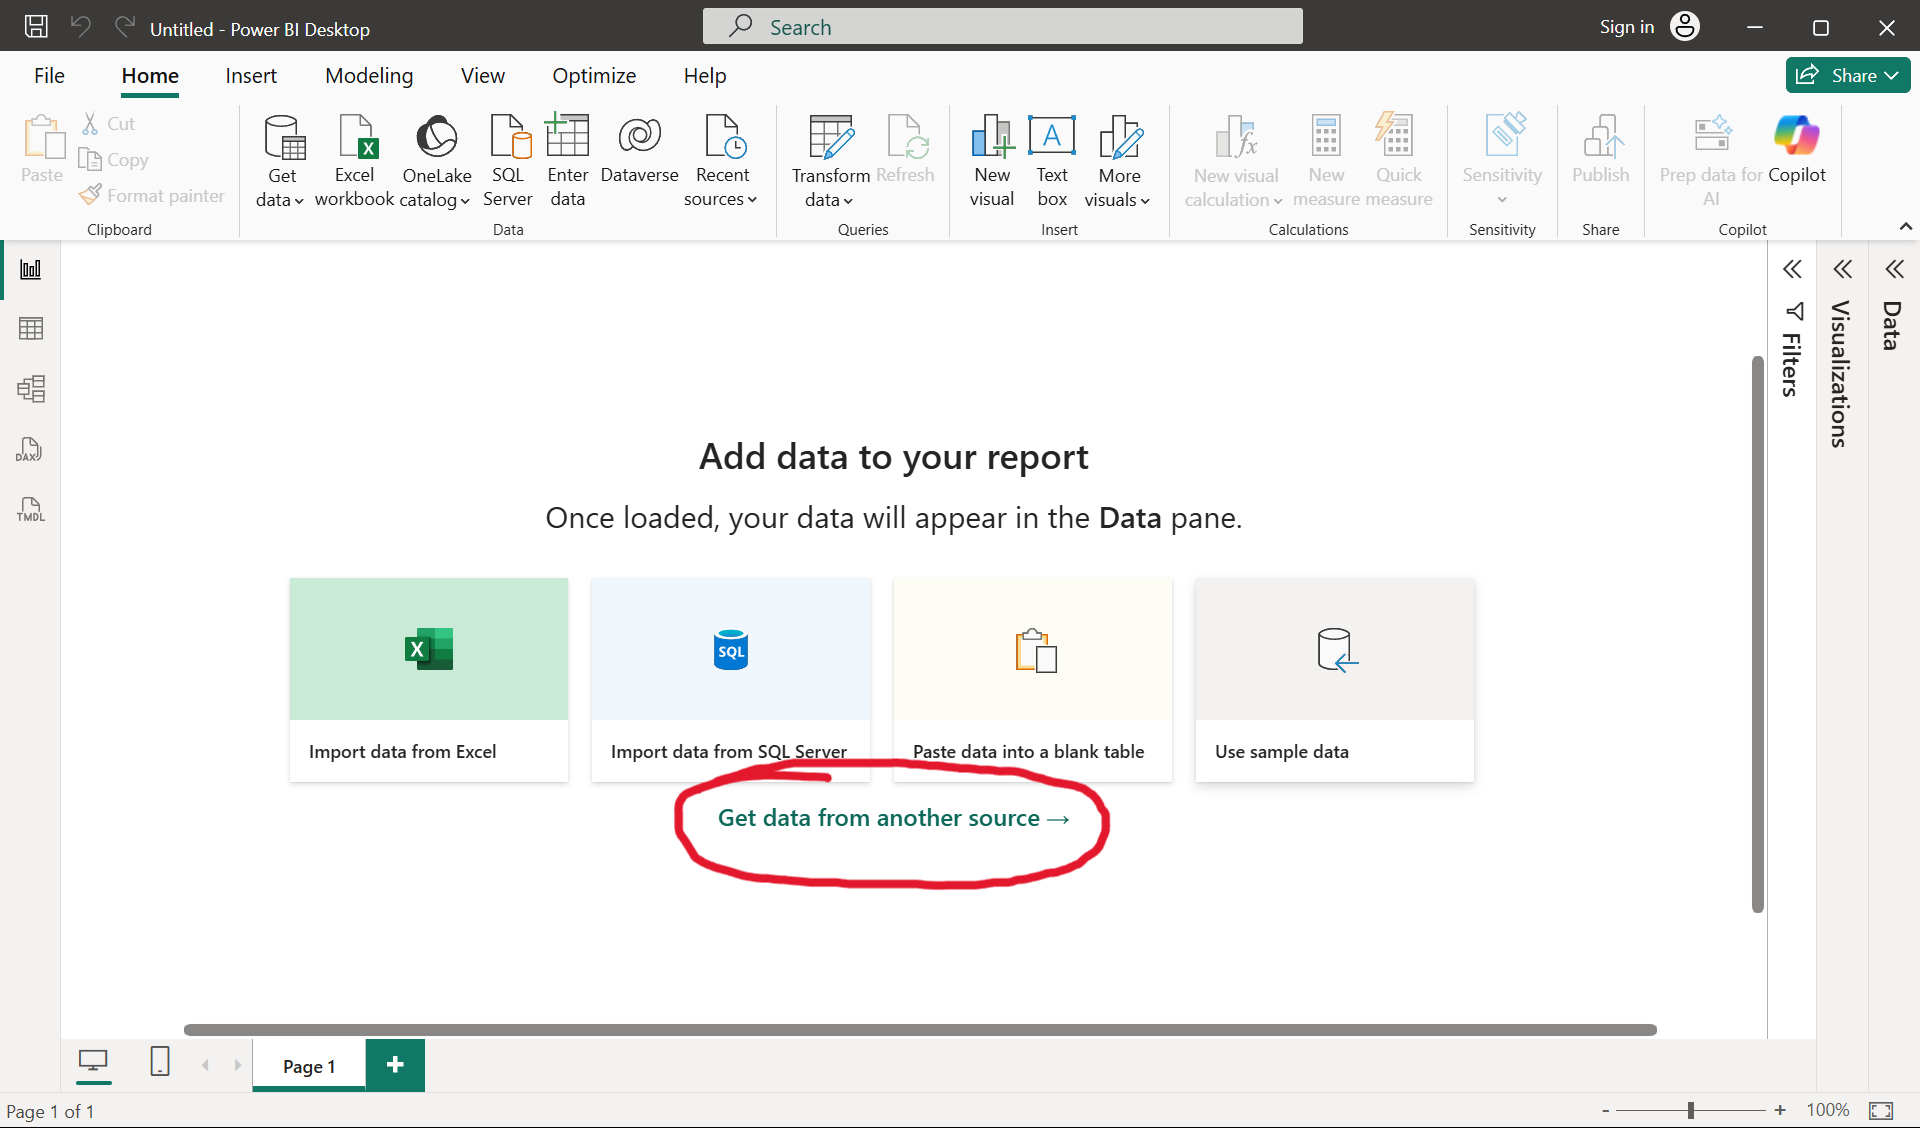 Untitled - Power BI Desktop
Search
Sign in
File Home Insert Modeling View Optimize Help
Share
Paste
Cut
Copy
Format painter
Clipboard
Get data
Excel workbook
OneLake catalog
SQL Server
Enter data
Dataverse
Recent sources
Data
Transform data
Refresh
Queries
New visual
A
Text box
More visuals
Insert
fx
New visual calculation
New measure
Quick measure
Calculations
Sensitivity
Sensitivity
Publish
Share
Prep data for AI
Copilot
Copilot
DAX
TMDL
Filters
Visualizations
Data
Add data to your report
Once loaded, your data will appear in the Data pane.
X
Import data from Excel
SQL
Import data from SQL Server
Paste data into a blank table
Use sample data
Get data from another source →
Page 1
+
Page 1 of 1
- + 100%